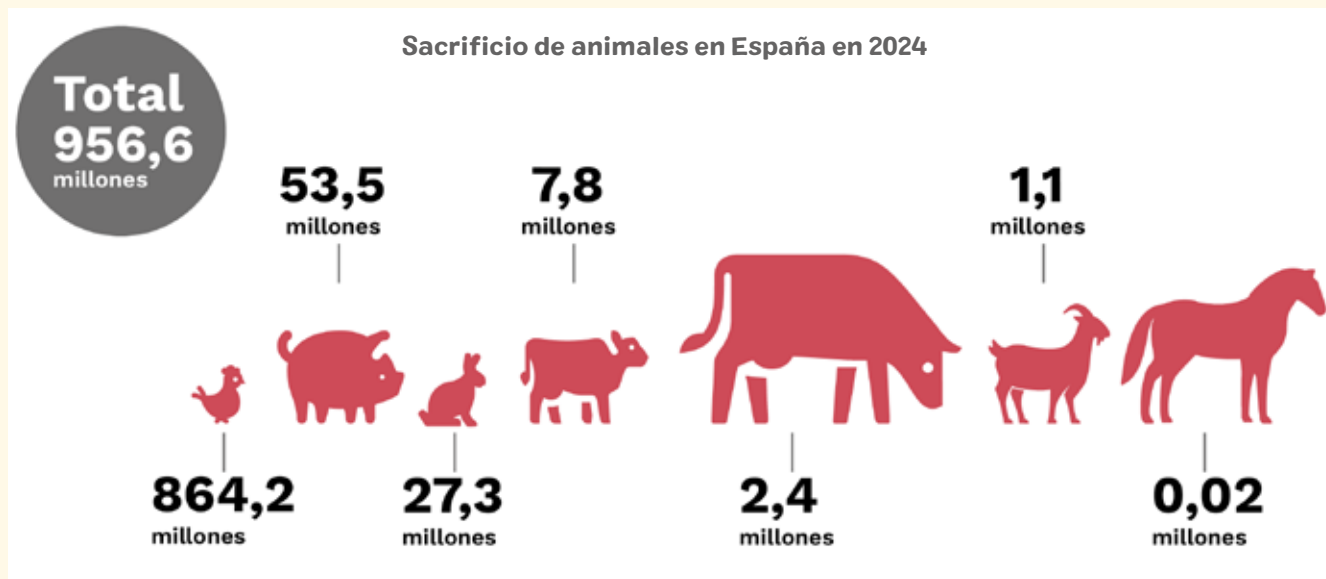 Sacrificio de animales en España en 2024
Total
956,6
millones
53,5
millones
7,8
millones
1,1
millones
864,2
millones
27,3
millones
2,4
millones
0,02
millones